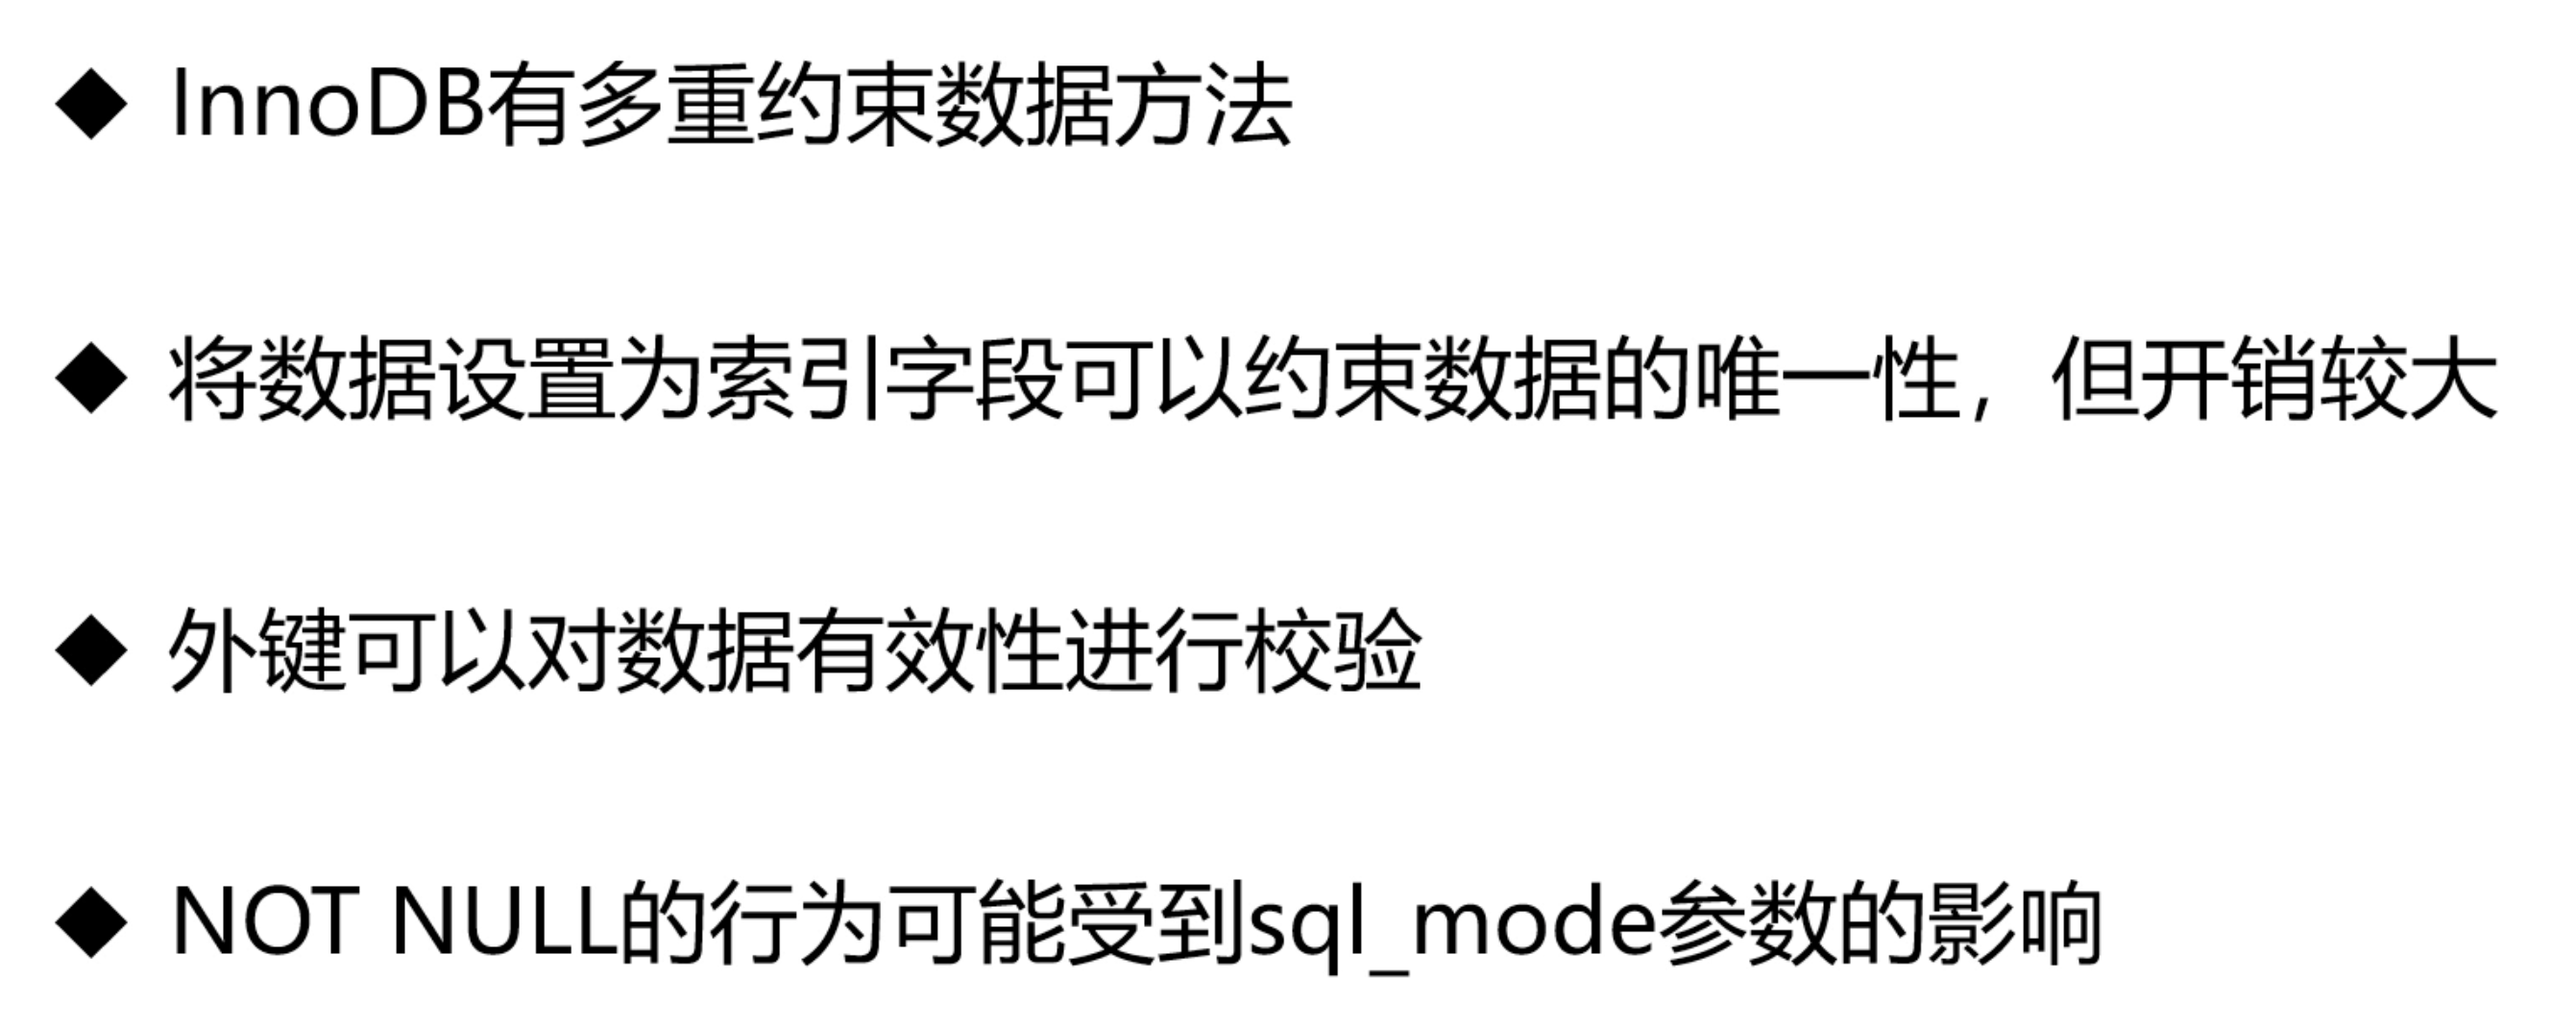 ◆ InnoDB有多重约束数据方法
◆ 将数据设置为索引字段可以约束数据的唯一性，但开销较大
◆ 外键可以对数据有效性进行校验
◆ NOT NULL的行为可能受到sql_mode参数的影响